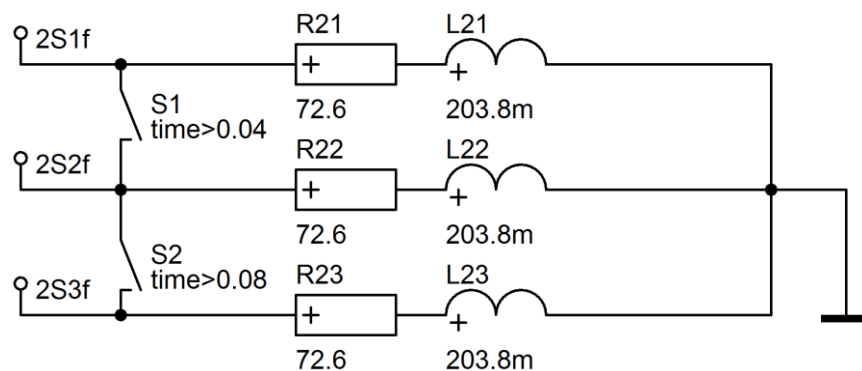 2S1f
R21
L21
+
+
72.6
203.8m
S1
time>0.04
2S2f
R22
L22
+
+
72.6
203.8m
S2
time>0.08
2S3f
R23
L23
+
+
72.6
203.8m